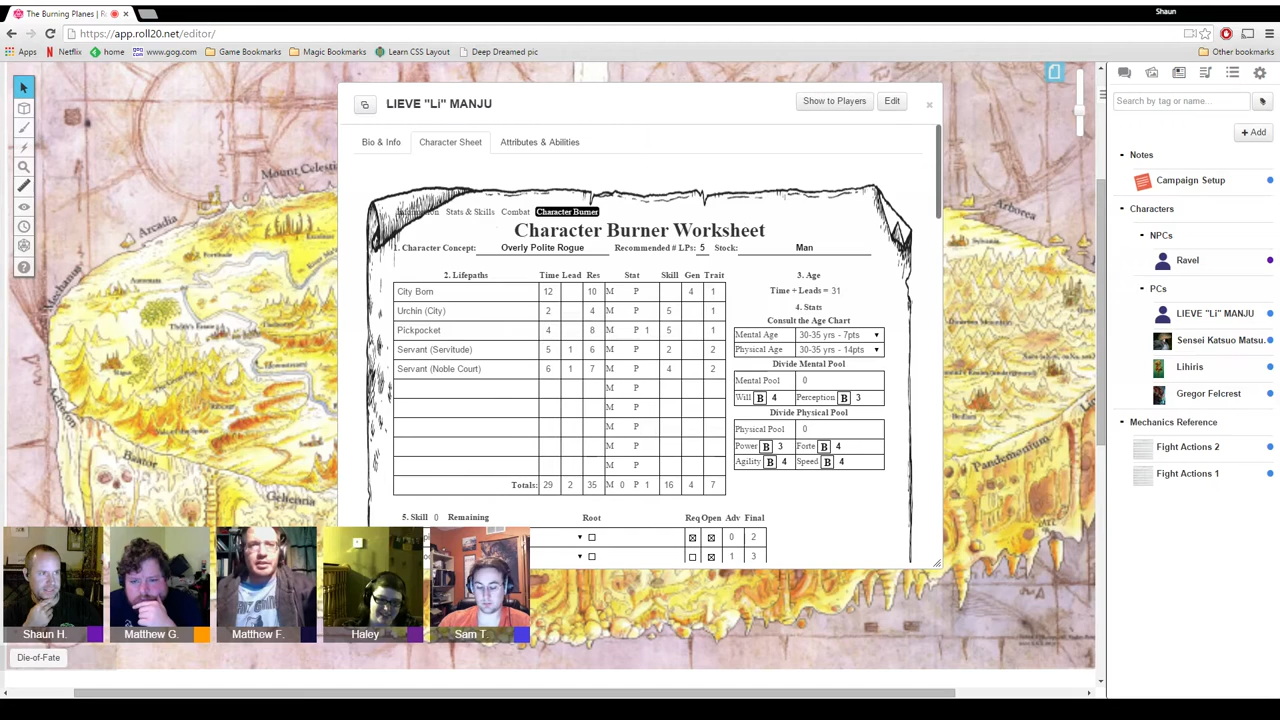 Shaun
The Burning Planes | R
https://app.roll20.net/editor/
Apps Netflix home www.gog.com Game Bookmarks Magic Bookmarks Learn CSS Layout Deep Dreamed pic Other bookmarks
LIEVE "Li" MANJU Show to Players Edit ×
Bio & Info Character Sheet Attributes & Abilities
Stats & Skills Combat Character Burner
Character Burner Worksheet
1. Character Concept: Overly Polite Rogue Recommended # LPs: 5 Stock: Man
2. Lifepaths Time Lead Res Stat Skill Gen Trait
City Born 12 10 M P 4 1
Urchin (City) 2 4 M P 5 1
Pickpocket 4 8 M P 1 5 1
Servant (Servitude) 5 1 6 M P 2 2
Servant (Noble Court) 6 1 7 M P 4 2
M P
M P
M P
M P
M P
Totals: 29 2 35 M 0 P 1 16 4 7
3. Age
Time + Leads = 31
4. Stats
Consult the Age Chart
Mental Age 30-35 yrs - 7pts
Physical Age 30-35 yrs - 14pts
Divide Mental Pool
Mental Pool 0
Will B 4 Perception B 3
Divide Physical Pool
Physical Pool 0
Power B 3 Forte B 4
Agility B 4 Speed B 4
5. Skill 0 Remaining Root Req Open Adv Final
0 2
1 3
Search by tag or name...
+ Add
Notes
Campaign Setup
Characters
NPCs
Ravel
PCs
LIEVE "Li" MANJU
Sensei Katsuo Matsu.
Lihiris
Gregor Felcrest
Mechanics Reference
Fight Actions 2
Fight Actions 1
Mount Celestia
Arcadia
Arborea
Mechanus
Baator
Gehenna
Pandemonium
Shaun H. Matthew G. Matthew F. Haley Sam T.
Die-of-Fate